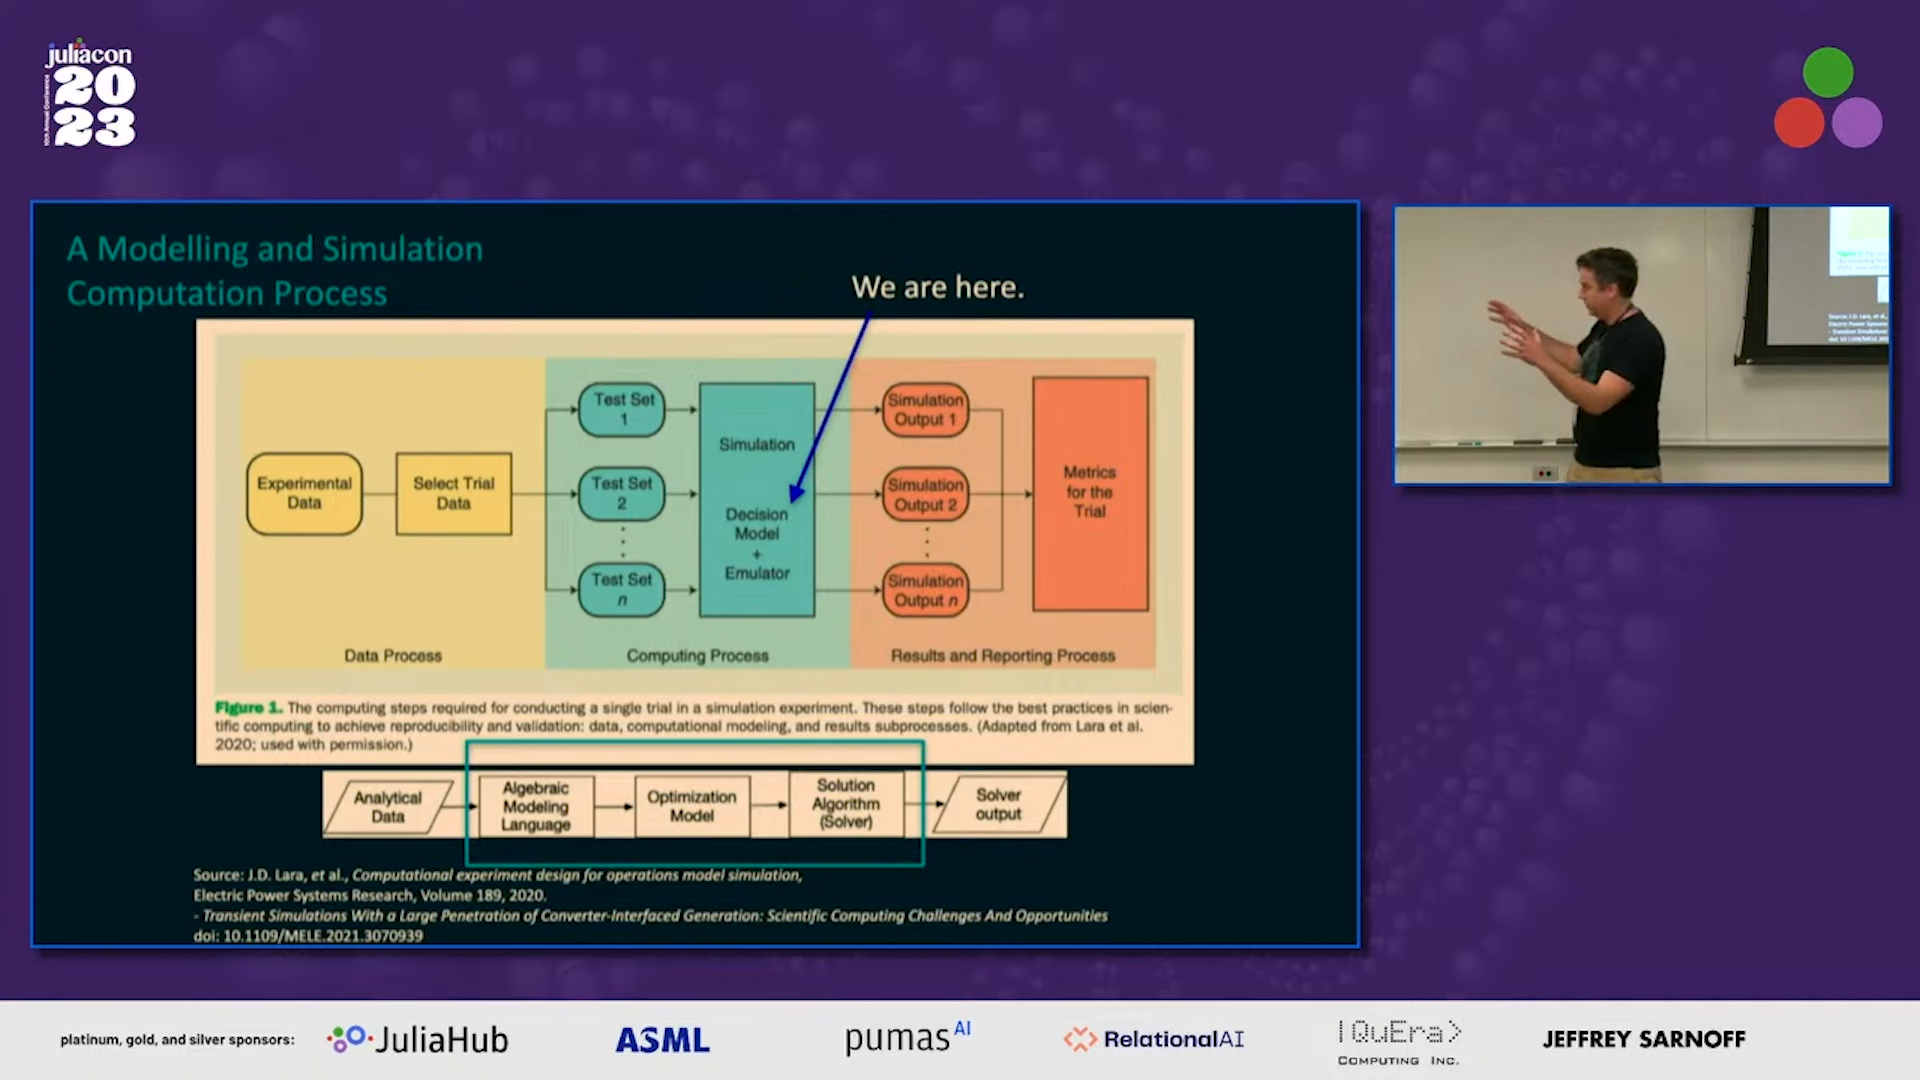 juliacon
20
23
A Modelling and Simulation
Computation Process
We are here.
Experimental
Data
Select Trial
Data
Test Set
1
Test Set
2
Test Set
n
Simulation
Decision
Model
+
Emulator
Simulation
Output 1
Simulation
Output 2
Simulation
Output n
Metrics
for the
Trial
Data Process
Computing Process
Results and Reporting Process
Figure 1. The computing steps required for conducting a single trial in a simulation experiment. These steps follow the best practices in scien-
tific computing to achieve reproducibility and validation: data, computational modeling, and results subprocesses. (Adapted from Lara et al.
2020; used with permission.)
Analytical
Data
Algebraic
Modeling
Language
Optimization
Model
Solution
Algorithm
(Solver)
Solver
output
Source: J.D. Lara, et al., Computational experiment design for operations model simulation,
Electric Power Systems Research, Volume 189, 2020.
- Transient Simulations With a Large Penetration of Converter-Interfaced Generation: Scientific Computing Challenges And Opportunities
doi: 10.1109/MELE.2021.3070939
platinum, gold, and silver sponsors:
JuliaHub
ASML
pumas AI
RelationalAI
|QuEra>
COMPUTING INC.
JEFFREY SARNOFF